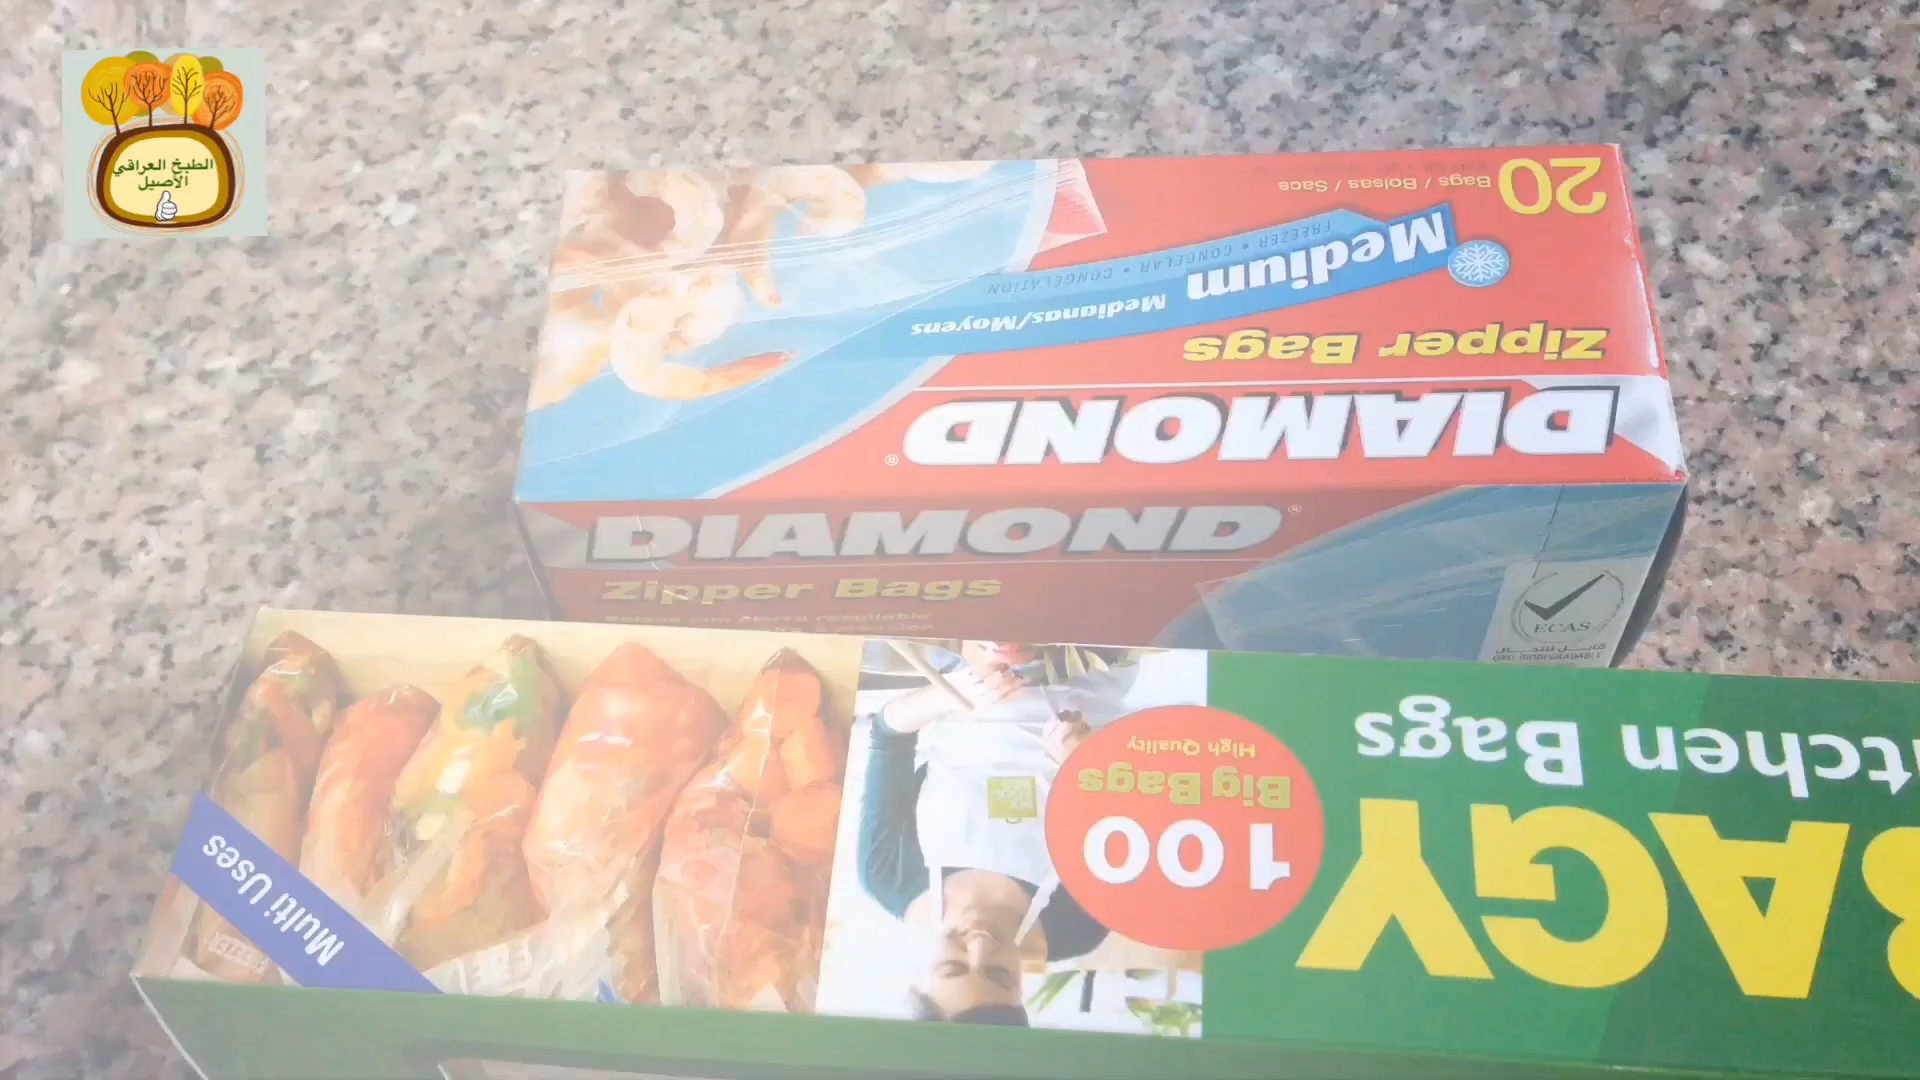 الطبخ العراقي
الأصيل
20
Bags / Bolsas / Sacs
Medium
Medianas/Moyens
FREEZER • CONGELAR • CONGELATION
Zipper Bags
DIAMOND®
DIAMOND®
Zipper Bags
ECAS
OXO BIODEGRADABLE
BAGY
tchen Bags
100
Big Bags
High Quality
Multi Uses